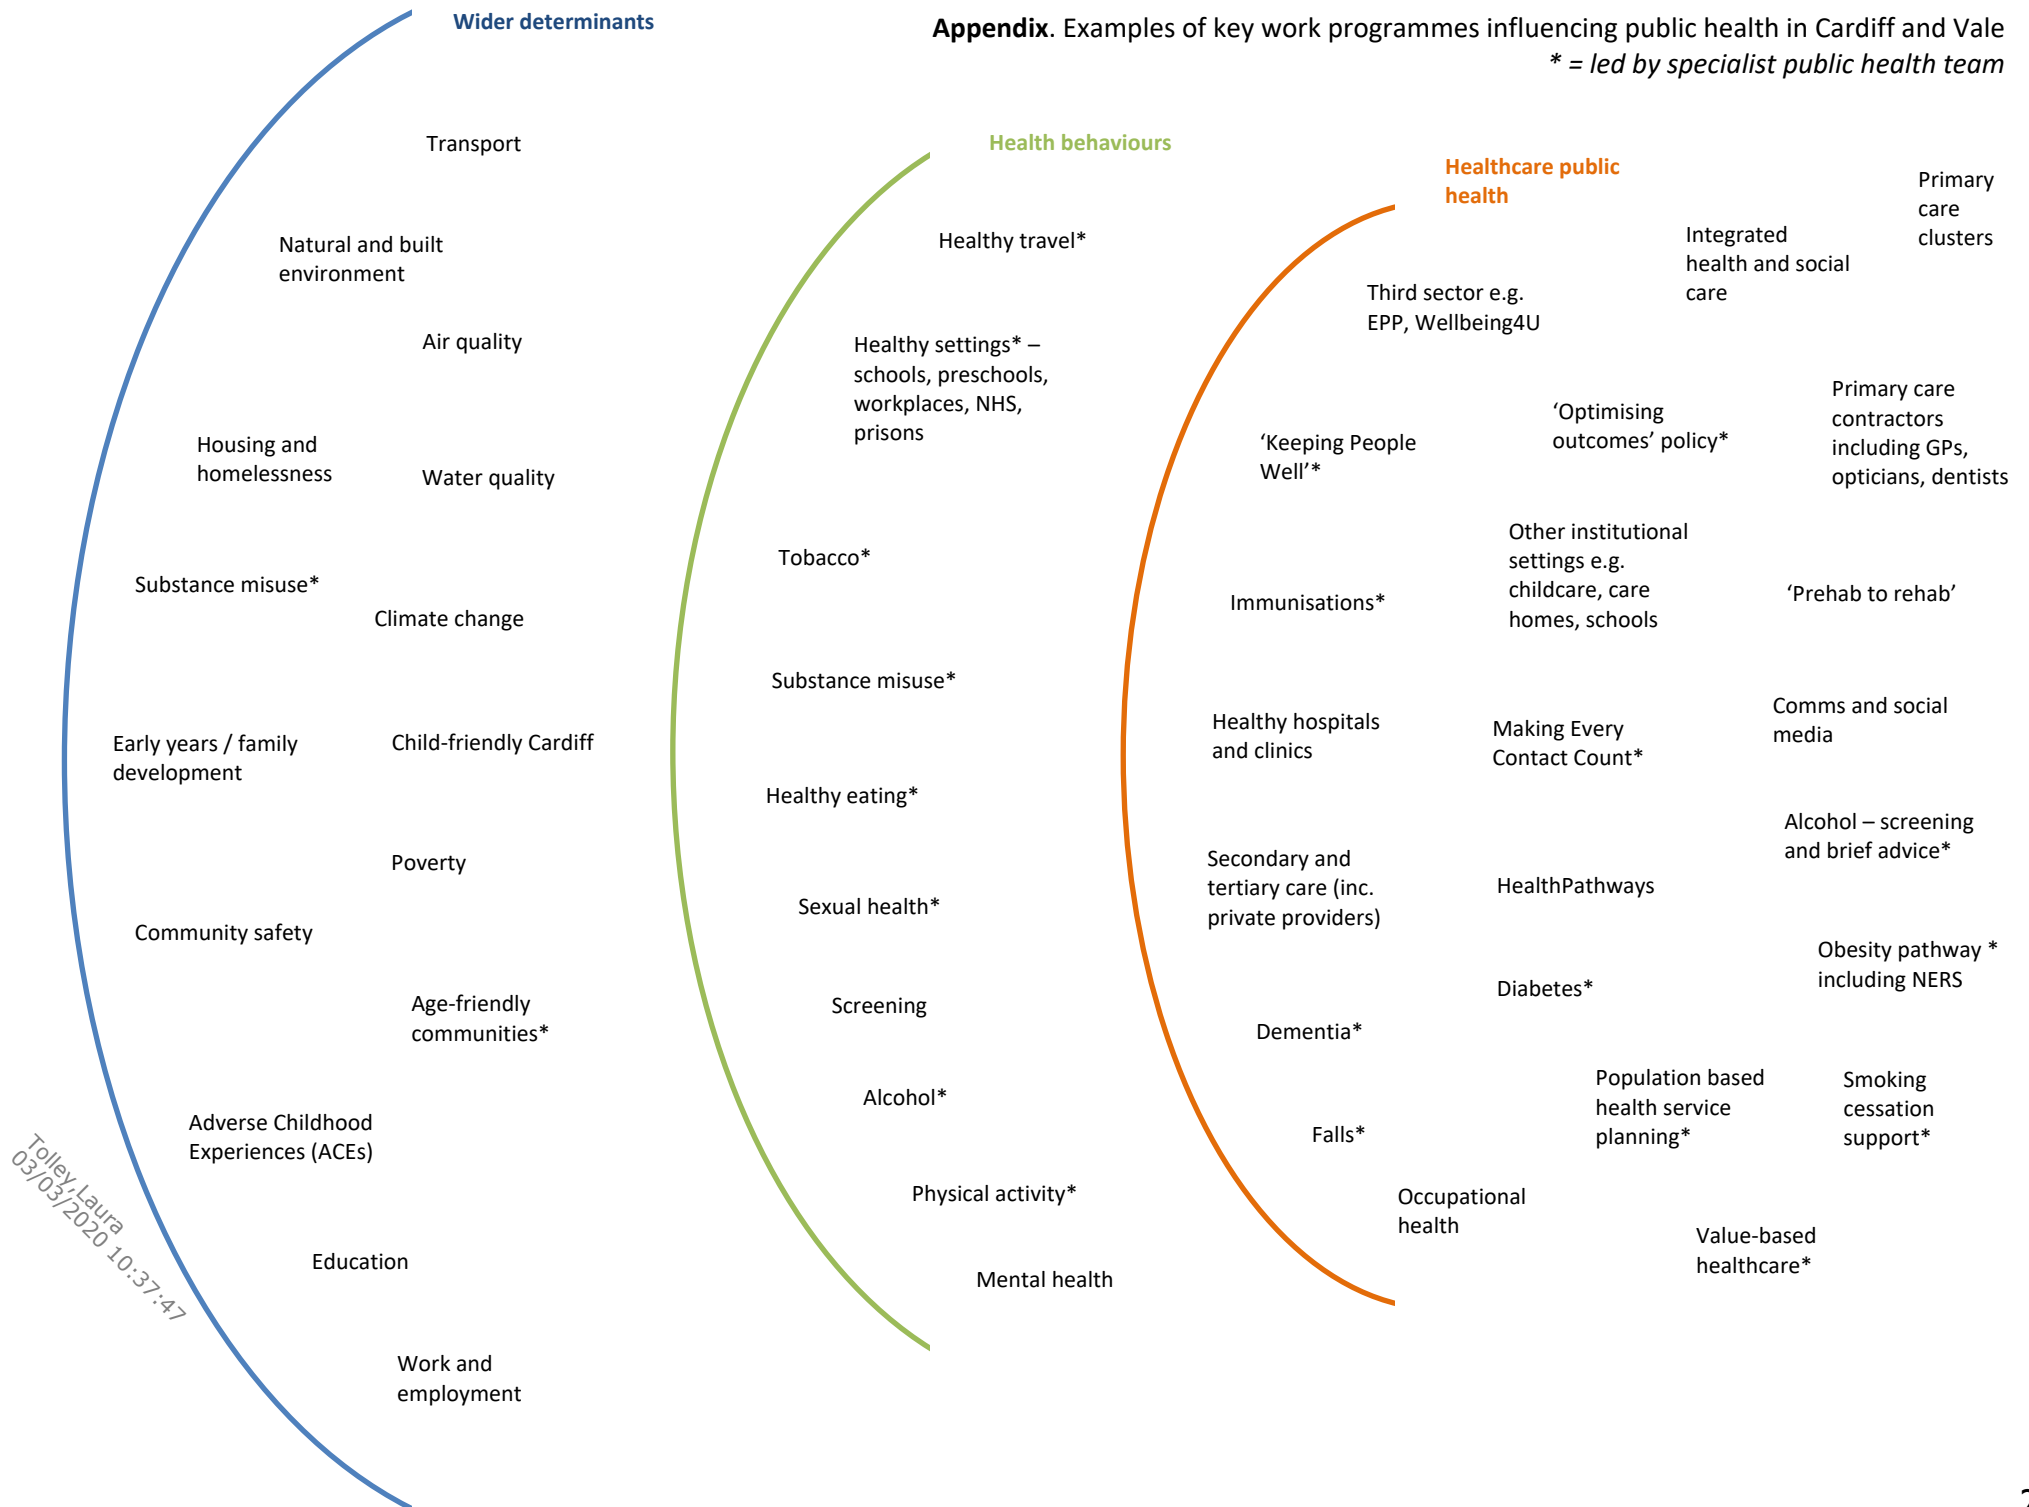 Wider determinants
Appendix. Examples of key work programmes influencing public health in Cardiff and Vale
* = led by specialist public health team
Transport
Natural and built
environment
Air quality
Housing and
homelessness
Water quality
Substance misuse*
Climate change
Early years / family
development
Child-friendly Cardiff
Poverty
Community safety
Age-friendly
communities*
Adverse Childhood
Experiences (ACEs)
Education
Work and
employment
Health behaviours
Healthy travel*
Healthy settings* –
schools, preschools,
workplaces, NHS,
prisons
Tobacco*
Substance misuse*
Healthy eating*
Sexual health*
Screening
Alcohol*
Physical activity*
Mental health
Healthcare public
health
Primary
care
clusters
Integrated
health and social
care
Third sector e.g.
EPP, Wellbeing4U
‘Optimising
outcomes’ policy*
Primary care
contractors
including GPs,
opticians, dentists
‘Keeping People
Well’*
Other institutional
settings e.g.
childcare, care
homes, schools
‘Prehab to rehab’
Immunisations*
Healthy hospitals
and clinics
Making Every
Contact Count*
Comms and social
media
Alcohol – screening
and brief advice*
Secondary and
tertiary care (inc.
private providers)
HealthPathways
Obesity pathway *
including NERS
Diabetes*
Dementia*
Population based
health service
planning*
Smoking
cessation
support*
Falls*
Occupational
health
Value-based
healthcare*
Tolley,Laura
03/03/2020 10:37:47